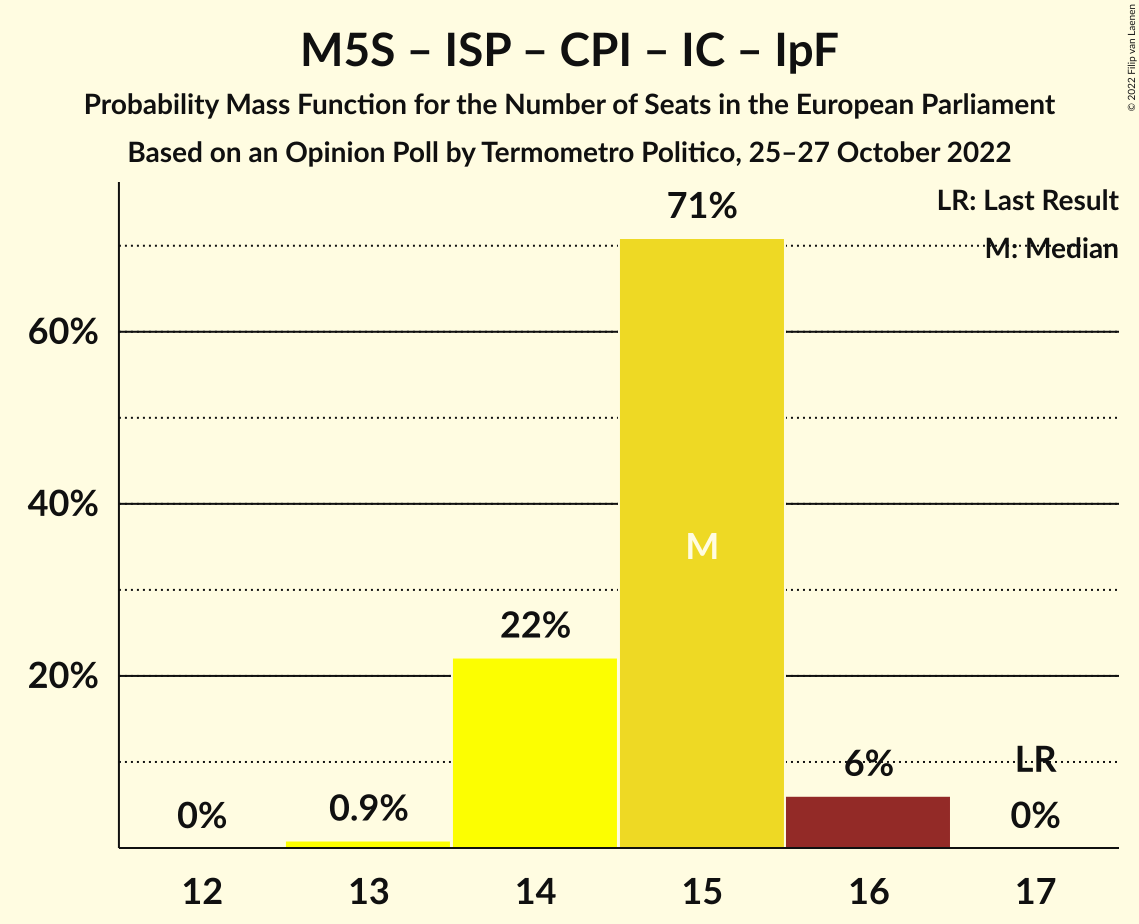 M5S – ISP – CPI – IC – IpF
Probability Mass Function for the Number of Seats in the European Parliament
Based on an Opinion Poll by Termometro Politico, 25–27 October 2022
© 2022 Filip van Laenen
LR: Last Result
M: Median
71%
60%
40%
M
22%
20%
6%
LR
0%
0.9%
0%
12 13 14 15 16 17